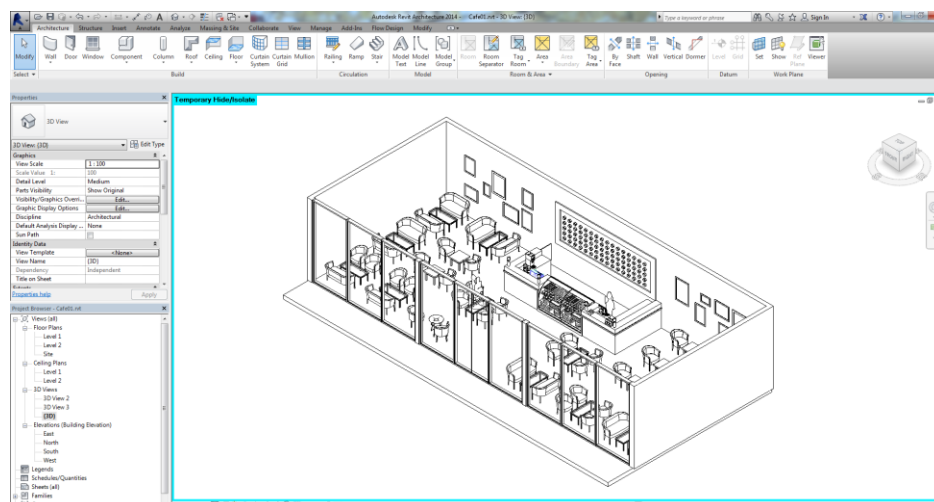 Autodesk Revit Architecture 2014 - Cafe01.rvt - 3D View: {3D}
Type a keyword or phrase
Sign In
Architecture Structure Insert Annotate Analyze Massing & Site Collaborate View Manage Add-Ins Flow Design Modify
Modify Wall Door Window Component Column Roof Ceiling Floor Curtain System Curtain Grid Mullion Railing Ramp Stair Model Text Model Line Model Group Room Room Separator Tag Room Area Area Boundary Tag Area By Face Shaft Wall Vertical Dormer Level Grid Set Show Ref Plane Viewer
Select Build Circulation Model Room & Area Opening Datum Work Plane
Properties
Temporary Hide/Isolate
3D View
3D View: {3D} Edit Type
Graphics
View Scale 1 : 100
Scale Value 1: 100
Detail Level Medium
Parts Visibility Show Original
Visibility/Graphics Overri... Edit...
Graphic Display Options Edit...
Discipline Architectural
Default Analysis Display ... None
Sun Path
Identity Data
View Template <None>
View Name {3D}
Dependency Independent
Title on Sheet
Properties help Apply
Project Browser - Cafe01.rvt
Views (all)
Floor Plans
Level 1
Level 2
Site
Ceiling Plans
Level 1
Level 2
3D Views
3D View 2
3D View 3
{3D}
Elevations (Building Elevation)
East
North
South
West
Legends
Schedules/Quantities
Sheets (all)
Families
TOP